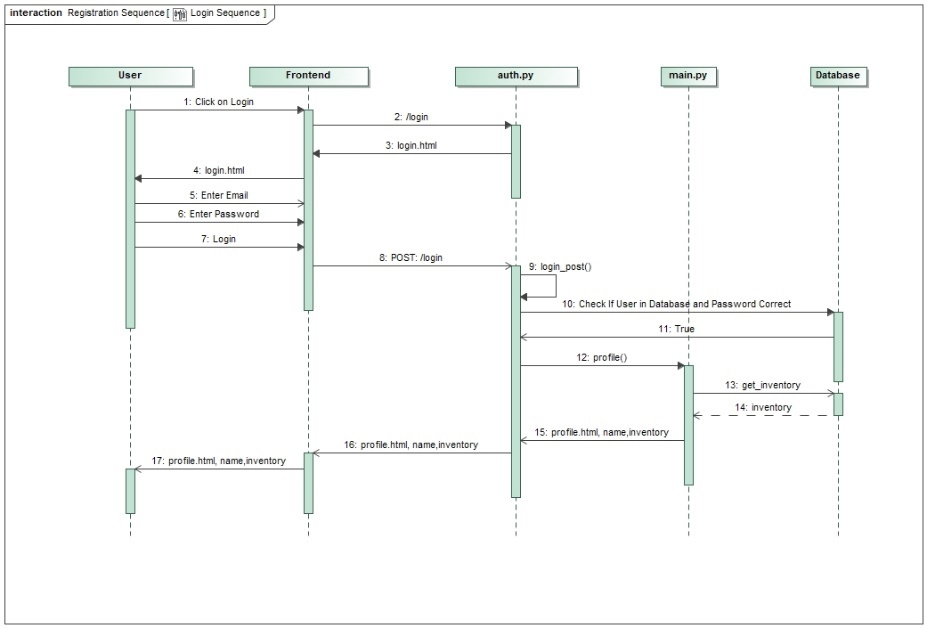 interaction Registration Sequence[ Login Sequence ]
User
Frontend
auth.py
main.py
Database
1: Click on Login
2: /login
3: login.html
4: login.html
5: Enter Email
6: Enter Password
7: Login
8: POST: /login
9: login_post()
10: Check If User in Database and Password Correct
11: True
12: profile()
13: get_inventory
14: inventory
15: profile.html, name,inventory
16: profile.html, name,inventory
17: profile.html, name,inventory